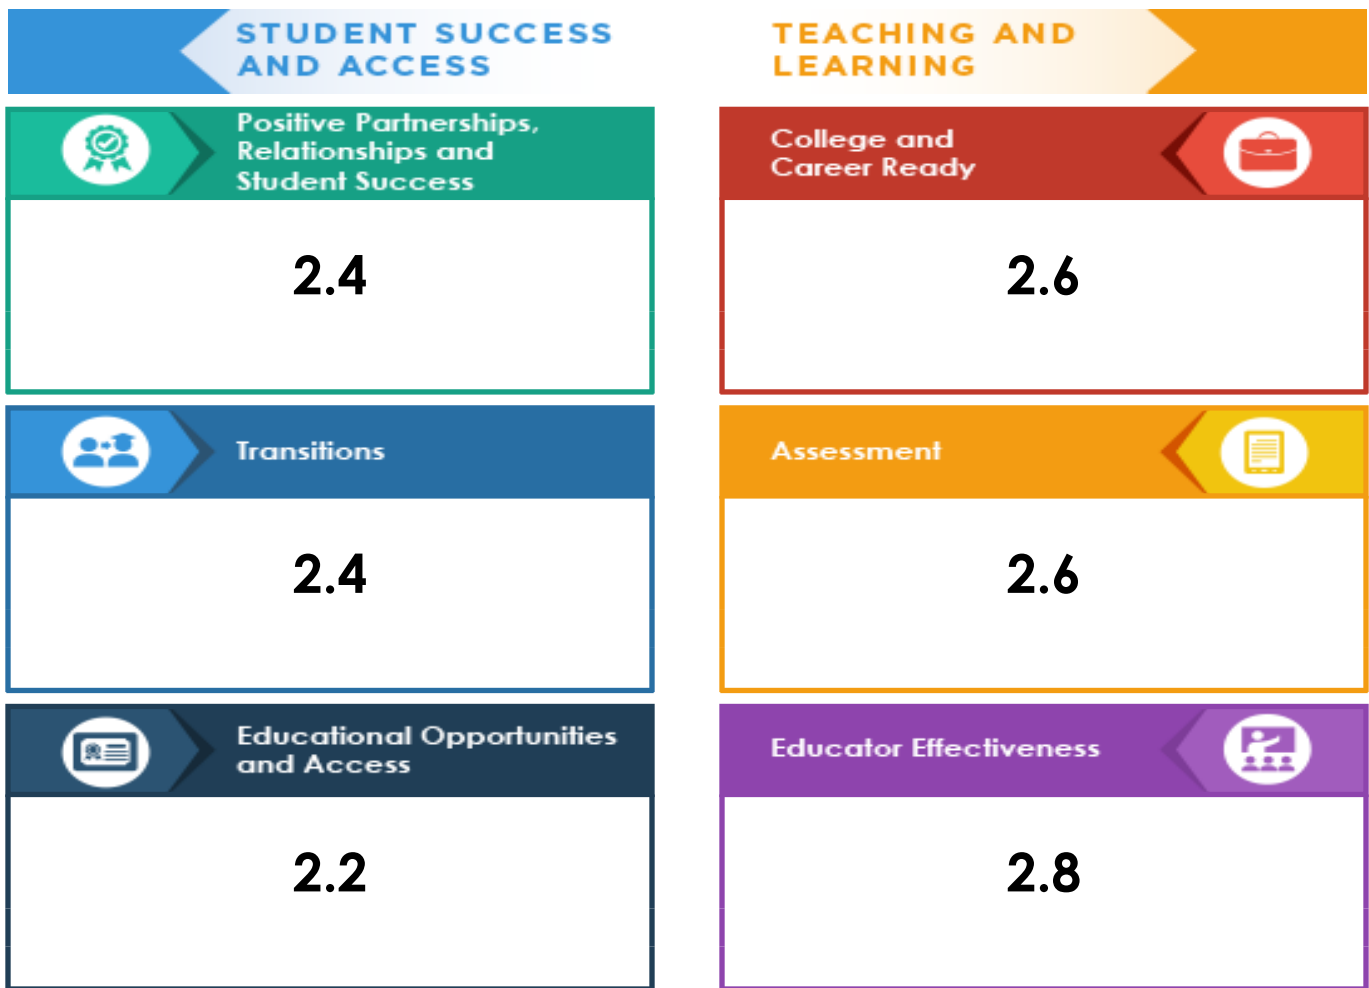 STUDENT SUCCESS
AND ACCESS
Positive Partnerships,
Relationships and
Student Success
2.4
Transitions
2.4
Educational Opportunities
and Access
2.2
TEACHING AND
LEARNING
College and
Career Ready
2.6
Assessment
2.6
Educator Effectiveness
2.8